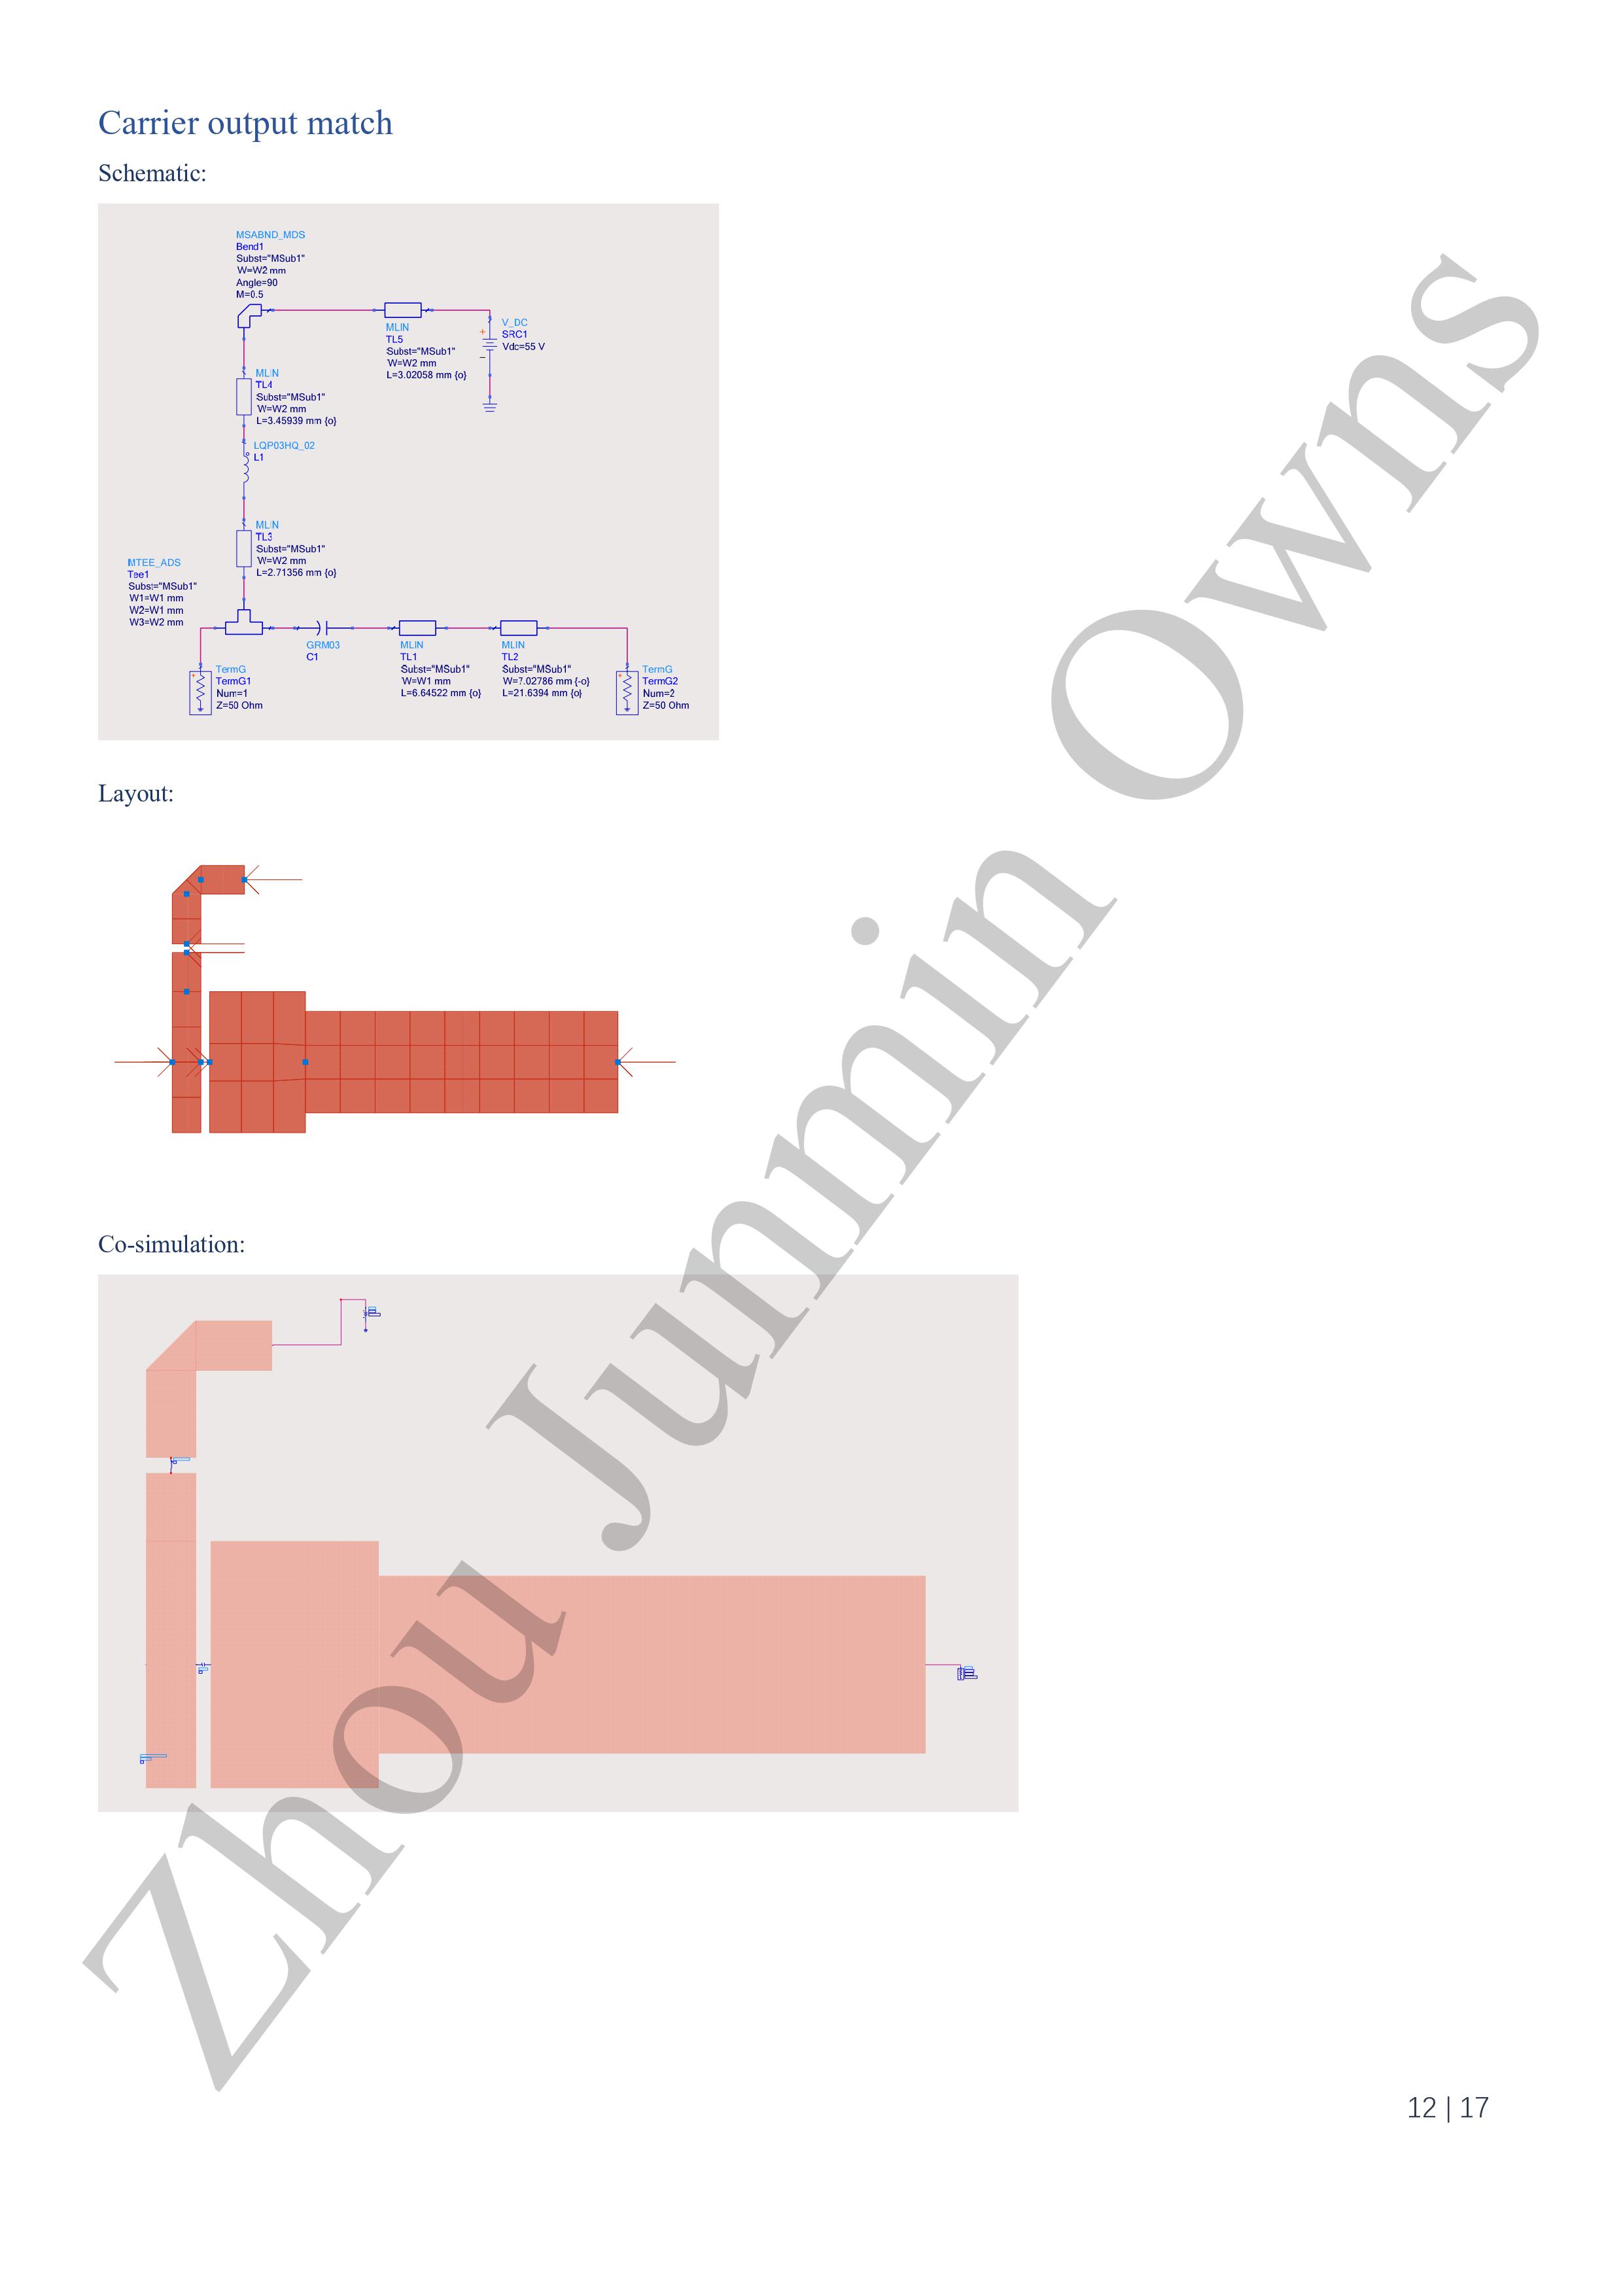 Carrier output match
Schematic:
MSABND_MDS
Bend1
Subst="MSub1"
W=W2 mm
Angle=90
M=0.5
MLIN
TL5
Subst="MSub1"
W=W2 mm
L=3.02058 mm {o}
V_DC
SRC1
Vdc=55 V
MLIN
TL4
Subst="MSub1"
W=W2 mm
L=3.45939 mm {o}
LQP03HQ_02
L1
MLIN
TL3
Subst="MSub1"
W=W2 mm
L=2.71356 mm {o}
MTEE_ADS
Tee1
Subst="MSub1"
W1=W1 mm
W2=W1 mm
W3=W2 mm
GRM03
C1
MLIN
TL1
Subst="MSub1"
W=W1 mm
L=6.64522 mm {o}
MLIN
TL2
Subst="MSub1"
W=7.02786 mm {-o}
L=21.6394 mm {o}
TermG
TermG1
Num=1
Z=50 Ohm
TermG
TermG2
Num=2
Z=50 Ohm
Layout:
Co-simulation:
Zhou Junmin Owns
12 | 17